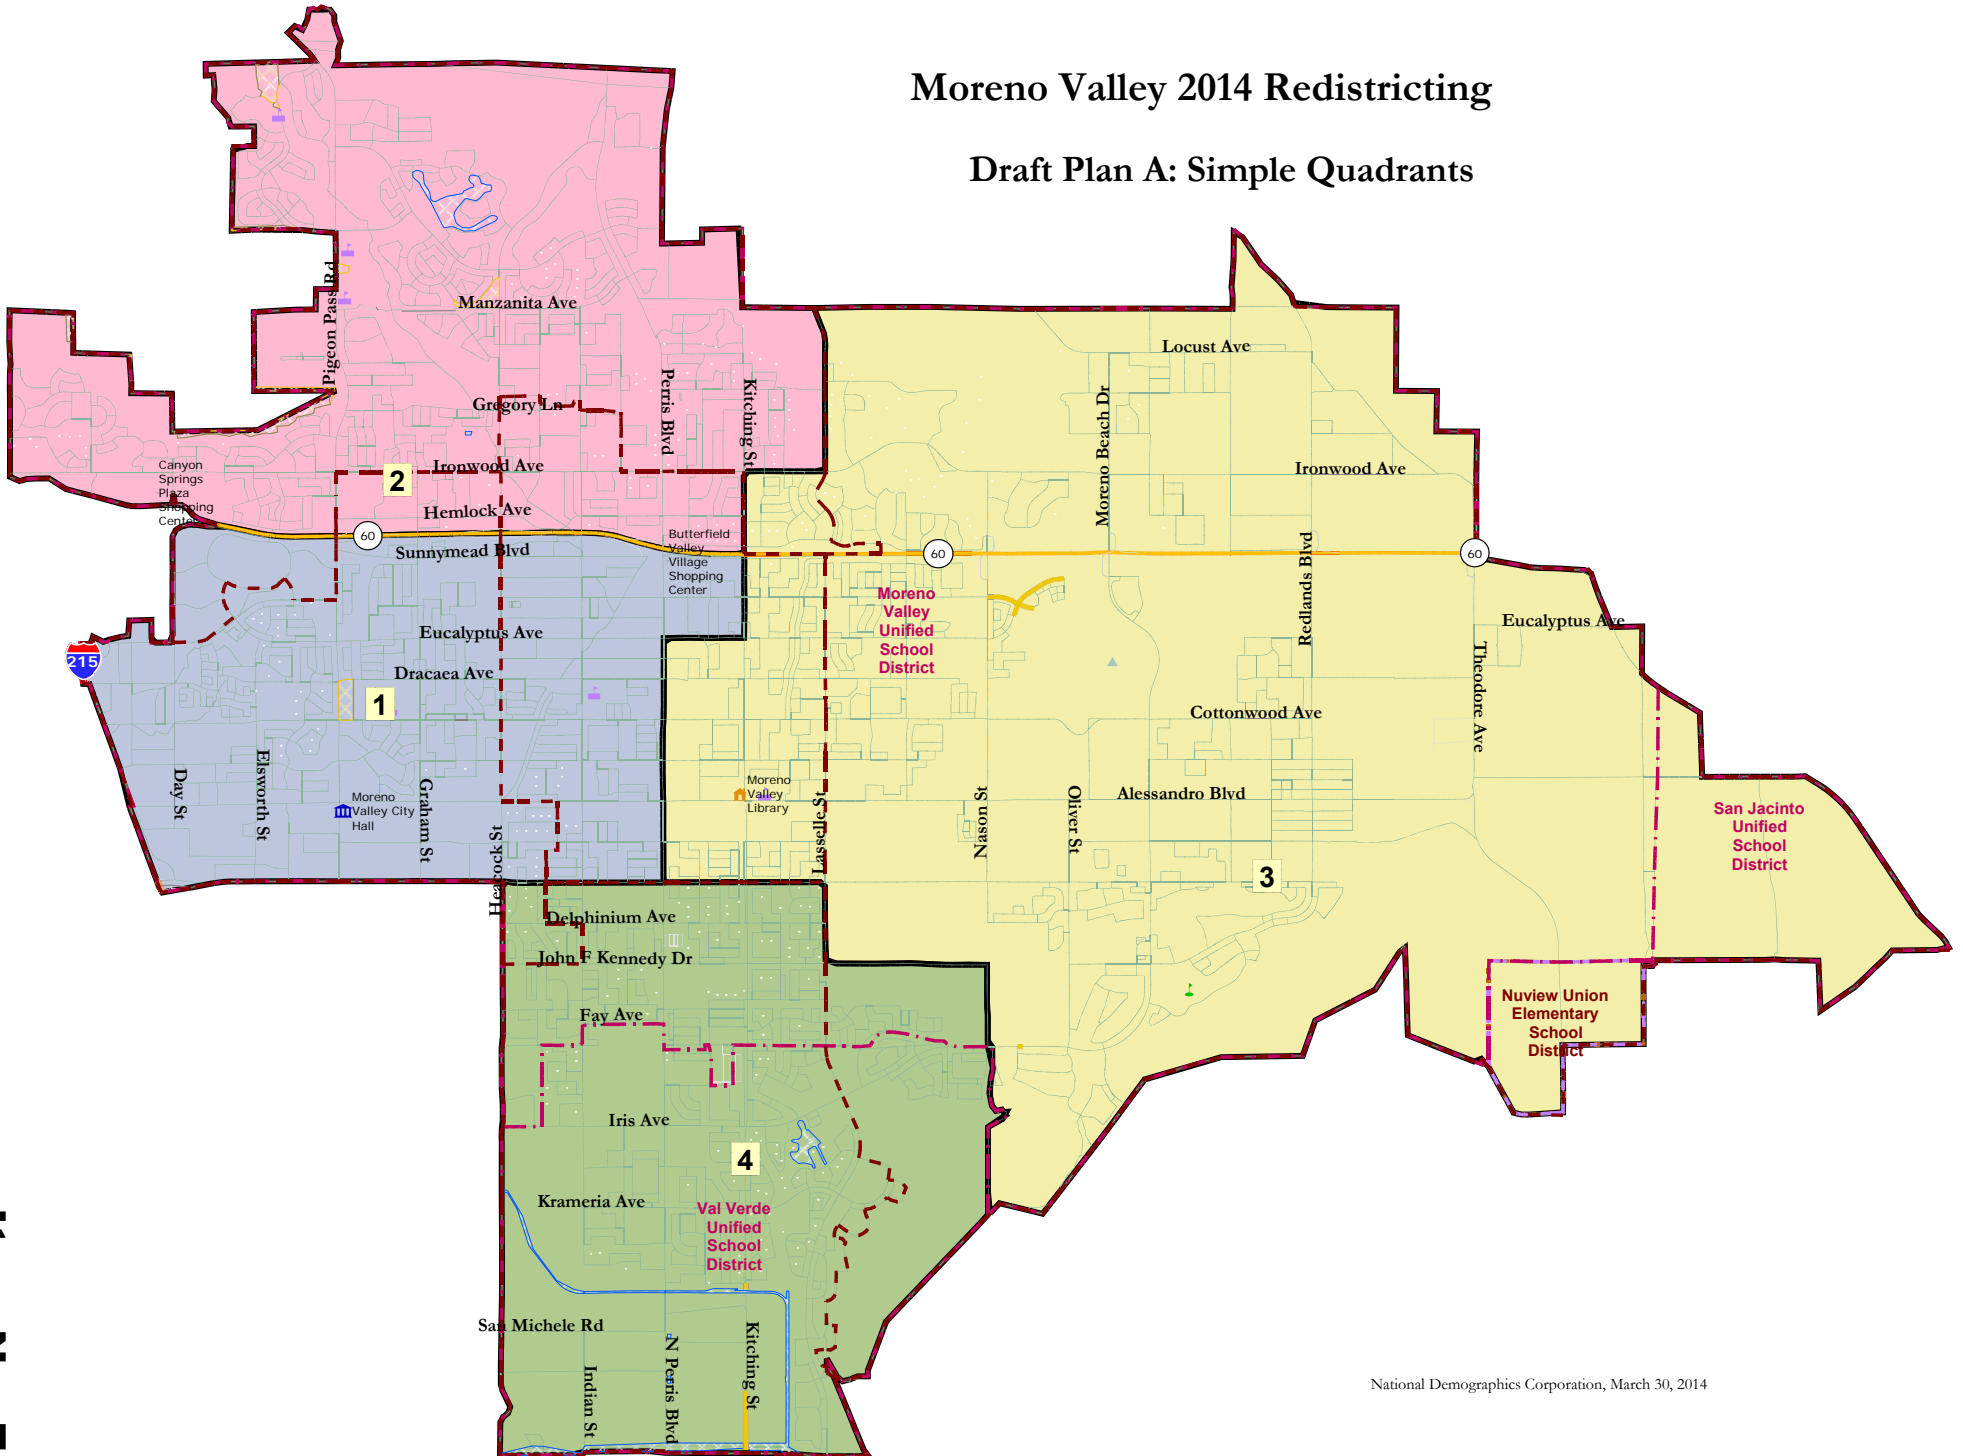 Moreno Valley 2014 Redistricting
Draft Plan A: Simple Quadrants
Pigeon Pass Rd
Manzanita Ave
Locust Ave
Perris Blvd
Kitching St
Moreno Beach Dr
Gregory Ln
Canyon
Springs
Plaza
Shopping
Center
2
Ironwood Ave
Ironwood Ave
Hemlock Ave
60
Sunnymead Blvd
Butterfield
Valley
Village
Shopping
Center
60
60
Redlands Blvd
Moreno
Valley
Unified
School
District
Eucalyptus Ave
Eucalyptus Ave
215
Dracaea Ave
Theodore Ave
1
Cottonwood Ave
Day St
Elsworth St
Moreno
Valley City
Hall
Graham St
Heacock St
Moreno
Valley
Library
Lasselle St
Nason St
Oliver St
Alessandro Blvd
San Jacinto
Unified
School
District
3
Delphinium Ave
John F Kennedy Dr
Fay Ave
Nuview Union
Elementary
School
District
Iris Ave
4
Krameria Ave
Val Verde
Unified
School
District
San Michele Rd
Indian St
N Perris Blvd
Kitching St
National Demographics Corporation, March 30, 2014